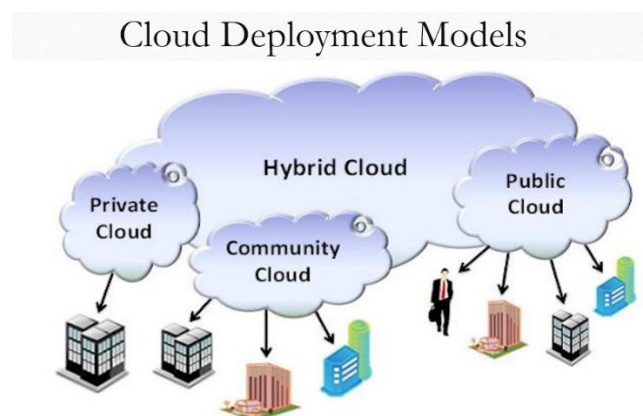 Cloud Deployment Models
Hybrid Cloud
Private
Cloud
Community
Cloud
Public
Cloud